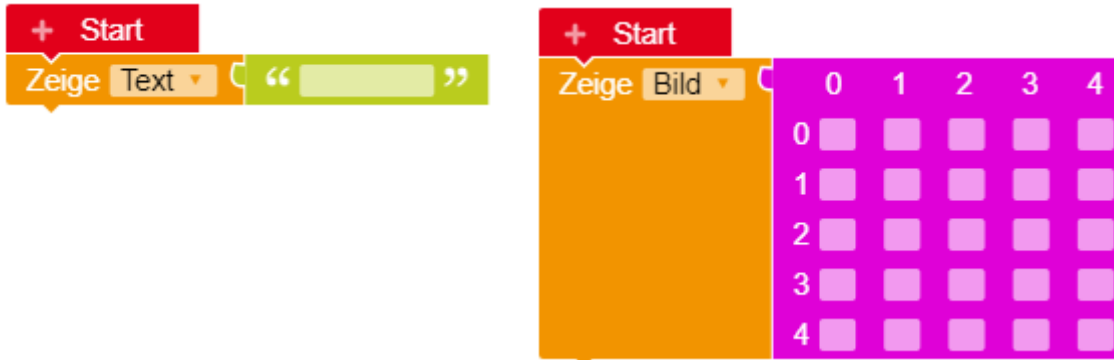 + Start
Zeige Text ▾ “ ”
+ Start
Zeige Bild ▾ 0 1 2 3 4
0
1
2
3
4